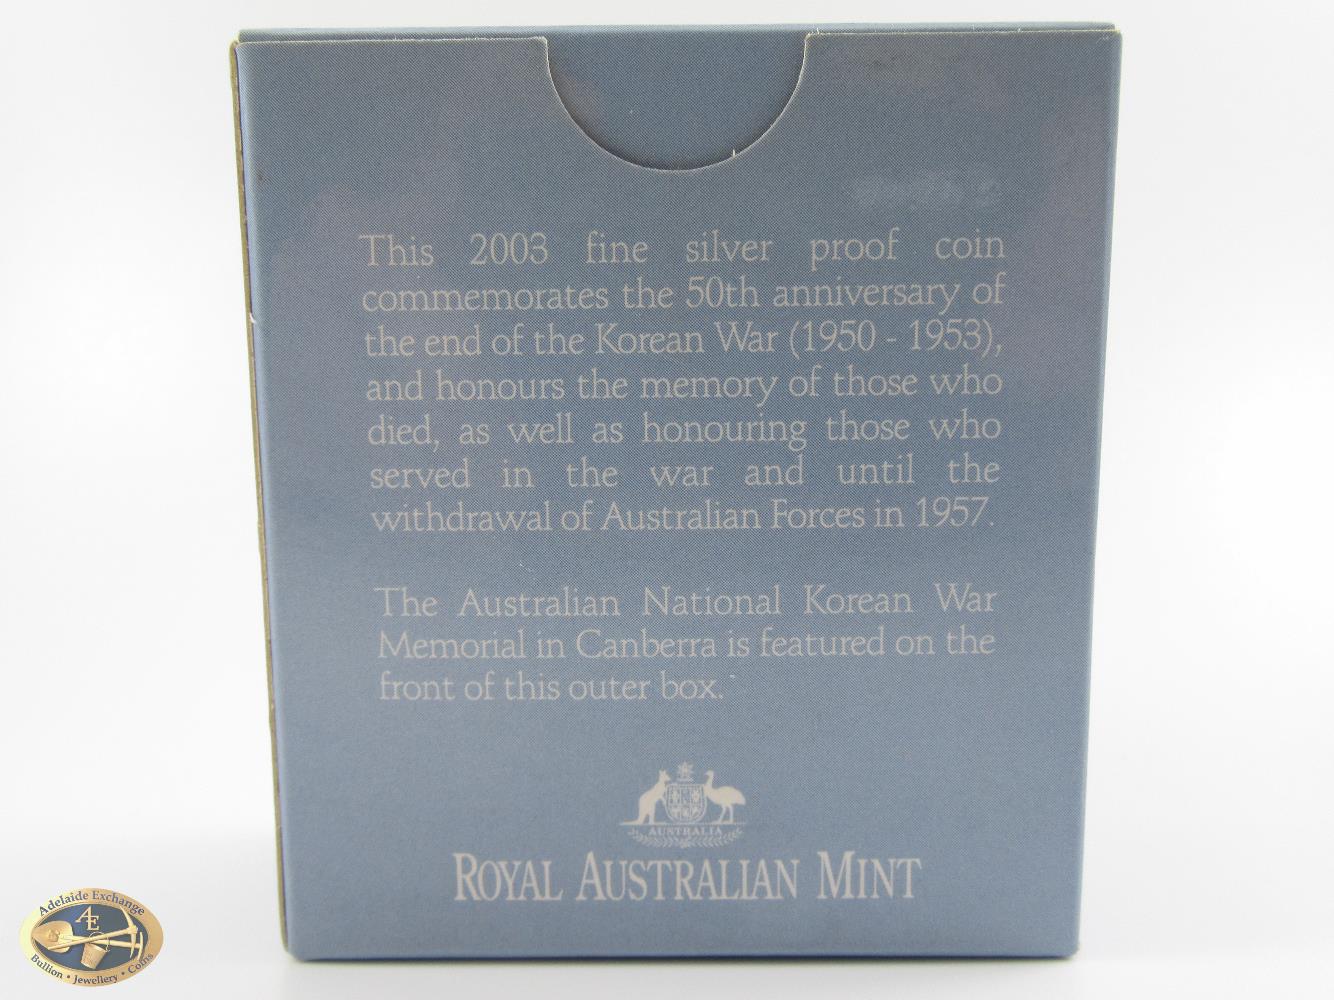 This 2003 fine silver proof coin
commemorates the 50th anniversary of
the end of the Korean War (1950 - 1953),
and honours the memory of those who
died, as well as honouring those who
served in the war and until the
withdrawal of Australian Forces in 1957.
The Australian National Korean War
Memorial in Canberra is featured on the
front of this outer box.
AUSTRALIA
ROYAL AUSTRALIAN MINT
Adelaide Exchange
AE
Bullion • Jewellery • Coins